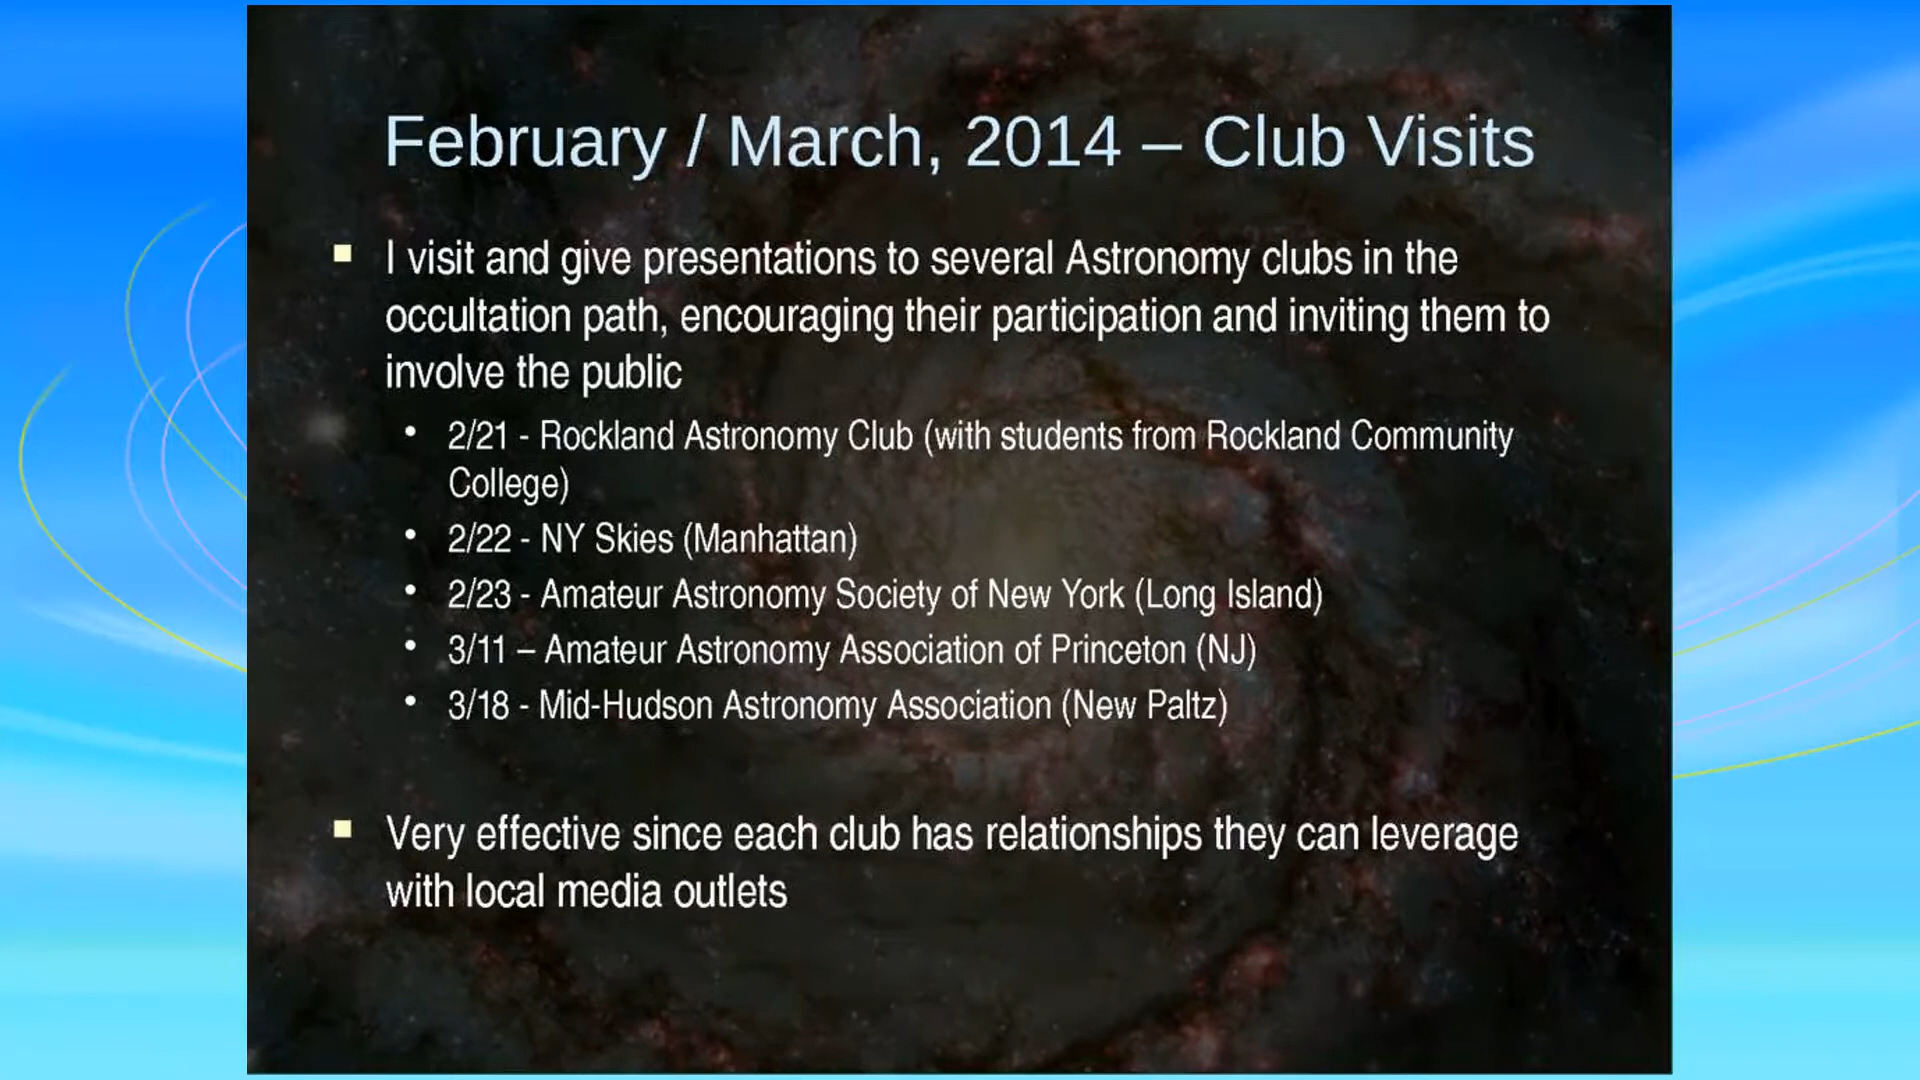 February / March, 2014 – Club Visits
I visit and give presentations to several Astronomy clubs in the
occultation path, encouraging their participation and inviting them to
involve the public
2/21 - Rockland Astronomy Club (with students from Rockland Community
College)
2/22 - NY Skies (Manhattan)
2/23 - Amateur Astronomy Society of New York (Long Island)
3/11 – Amateur Astronomy Association of Princeton (NJ)
3/18 - Mid-Hudson Astronomy Association (New Paltz)
Very effective since each club has relationships they can leverage
with local media outlets